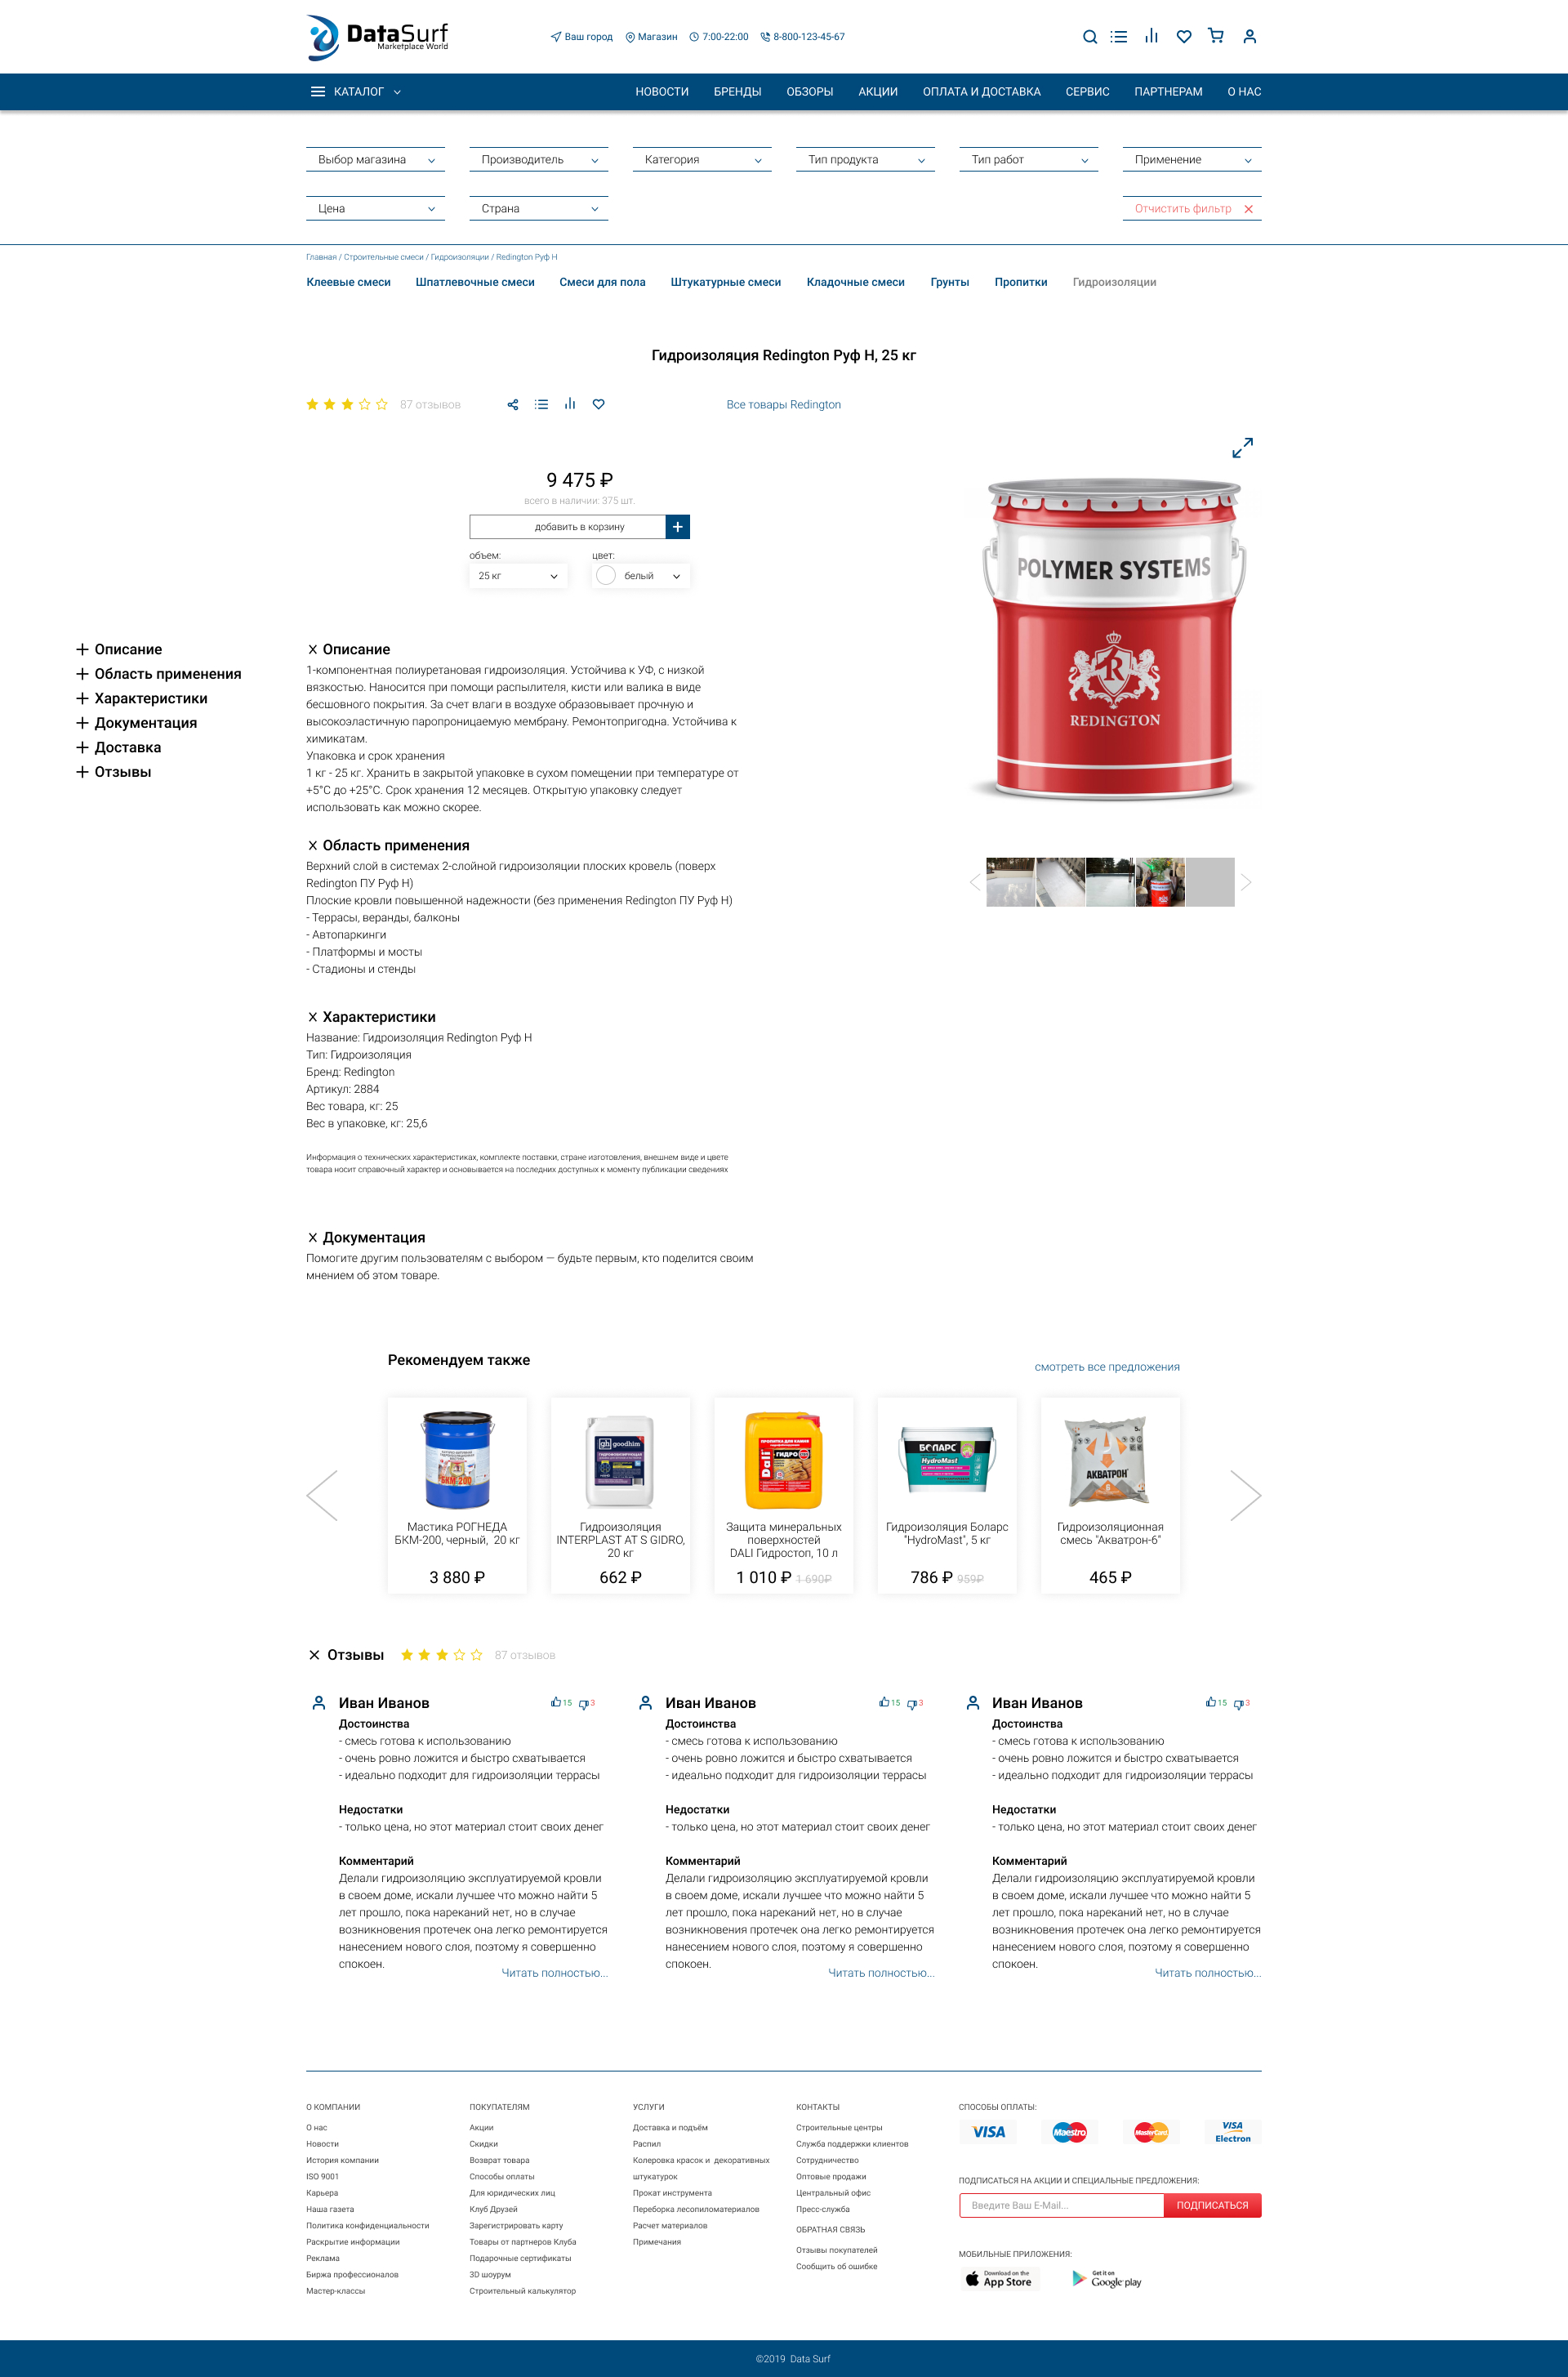 DataSurf
Marketplace World
Ваш город
Магазин
7:00-22:00
8-800-123-45-67
КАТАЛОГ
НОВОСТИ БРЕНДЫ ОБЗОРЫ АКЦИИ ОПЛАТА И ДОСТАВКА СЕРВИС ПАРТНЕРАМ О НАС
Выбор магазина Производитель Категория Тип продукта Тип работ Применение
Цена Страна Отчистить фильтр
Главная / Строительные смеси / Гидроизоляции / Redington Руф Н
Клеевые смеси Шпатлевочные смеси Смеси для пола Штукатурные смеси Кладочные смеси Грунты Пропитки Гидроизоляции
Гидроизоляция Redington Руф Н, 25 кг
87 отзывов
Все товары Redington
9 475 ₽
всего в наличии: 375 шт.
добавить в корзину +
объем: цвет:
25 кг белый
POLYMER SYSTEMS
R
REDINGTON
Описание
Область применения
Характеристики
Документация
Доставка
Отзывы
Описание
1-компонентная полиуретановая гидроизоляция. Устойчива к УФ, с низкой
вязкостью. Наносится при помощи распылителя, кисти или валика в виде
бесшовного покрытия. За счет влаги в воздухе образовывает прочную и
высокоэластичную паропроницаемую мембрану. Ремонтопригодна. Устойчива к
химикатам.
Упаковка и срок хранения
1 кг - 25 кг. Хранить в закрытой упаковке в сухом помещении при температуре от
+5°С до +25°С. Срок хранения 12 месяцев. Открытую упаковку следует
использовать как можно скорее.
Область применения
Верхний слой в системах 2-слойной гидроизоляции плоских кровель (поверх
Redington ПУ Руф Н)
Плоские кровли повышенной надежности (без применения Redington ПУ Руф Н)
- Террасы, веранды, балконы
- Автопаркинги
- Платформы и мосты
- Стадионы и стенды
Характеристики
Название: Гидроизоляция Redington Руф Н
Тип: Гидроизоляция
Бренд: Redington
Артикул: 2884
Вес товара, кг: 25
Вес в упаковке, кг: 25,6
Информация о технических характеристиках, комплекте поставки, стране изготовления, внешнем виде и цвете
товара носит справочный характер и основывается на последних доступных к моменту публикации сведениях
Документация
Помогите другим пользователям с выбором — будьте первым, кто поделится своим
мнением об этом товаре.
Рекомендуем также
смотреть все предложения
БКМ-200
Мастика РОГНЕДА
БКМ-200, черный, 20 кг
3 880 ₽
gh goodhim
Гидроизоляция
INTERPLAST AT S GIDRO,
20 кг
662 ₽
Dali
ГИДРО
Защита минеральных
поверхностей
DALI Гидростоп, 10 л
1 010 ₽ 1 690₽
БОЛАРС
HydroMast
Гидроизоляция Боларс
"HydroMast", 5 кг
786 ₽ 959₽
АКВАТРОН
6
Гидроизоляционная
смесь "Акватрон-6"
465 ₽
Отзывы
87 отзывов
Иван Иванов 15 3
Достоинства
- смесь готова к использованию
- очень ровно ложится и быстро схватывается
- идеально подходит для гидроизоляции террасы
Недостатки
- только цена, но этот материал стоит своих денег
Комментарий
Делали гидроизоляцию эксплуатируемой кровли
в своем доме, искали лучшее что можно найти 5
лет прошло, пока нареканий нет, но в случае
возникновения протечек она легко ремонтируется
нанесением нового слоя, поэтому я совершенно
спокоен.
Читать полностью...
Иван Иванов 15 3
Достоинства
- смесь готова к использованию
- очень ровно ложится и быстро схватывается
- идеально подходит для гидроизоляции террасы
Недостатки
- только цена, но этот материал стоит своих денег
Комментарий
Делали гидроизоляцию эксплуатируемой кровли
в своем доме, искали лучшее что можно найти 5
лет прошло, пока нареканий нет, но в случае
возникновения протечек она легко ремонтируется
нанесением нового слоя, поэтому я совершенно
спокоен.
Читать полностью...
Иван Иванов 15 3
Достоинства
- смесь готова к использованию
- очень ровно ложится и быстро схватывается
- идеально подходит для гидроизоляции террасы
Недостатки
- только цена, но этот материал стоит своих денег
Комментарий
Делали гидроизоляцию эксплуатируемой кровли
в своем доме, искали лучшее что можно найти 5
лет прошло, пока нареканий нет, но в случае
возникновения протечек она легко ремонтируется
нанесением нового слоя, поэтому я совершенно
спокоен.
Читать полностью...
О КОМПАНИИ
О нас
Новости
История компании
ISO 9001
Карьера
Наша газета
Политика конфиденциальности
Раскрытие информации
Реклама
Биржа профессионалов
Мастер-классы
ПОКУПАТЕЛЯМ
Акции
Скидки
Возврат товара
Способы оплаты
Для юридических лиц
Клуб Друзей
Зарегистрировать карту
Товары от партнеров Клуба
Подарочные сертификаты
3D шоурум
Строительный калькулятор
УСЛУГИ
Доставка и подъём
Распил
Колеровка красок и декоративных
штукатурок
Прокат инструмента
Переборка лесопиломатериалов
Расчет материалов
Примечания
КОНТАКТЫ
Строительные центры
Служба поддержки клиентов
Сотрудничество
Оптовые продажи
Центральный офис
Пресс-служба
ОБРАТНАЯ СВЯЗЬ
Отзывы покупателей
Сообщить об ошибке
СПОСОБЫ ОПЛАТЫ:
VISA Maestro MasterCard VISA
Electron
ПОДПИСАТЬСЯ НА АКЦИИ И СПЕЦИАЛЬНЫЕ ПРЕДЛОЖЕНИЯ:
Введите Ваш E-Mail... ПОДПИСАТЬСЯ
МОБИЛЬНЫЕ ПРИЛОЖЕНИЯ:
Download on the
App Store
Get it on
Google play
©2019 Data Surf